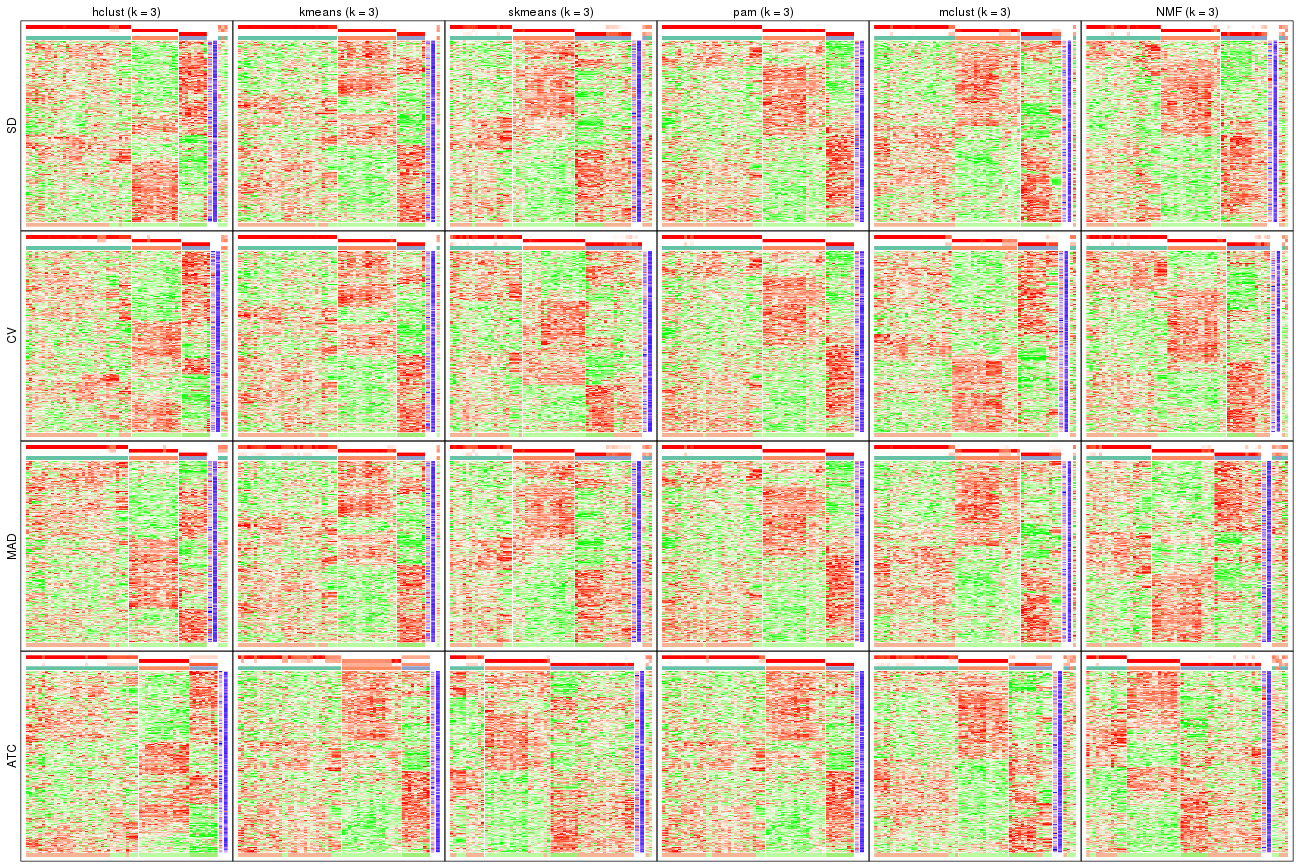 hclust (k = 3) kmeans (k = 3) skmeans (k = 3) pam (k = 3) mclust (k = 3) NMF (k = 3)
SD
CV
MAD
ATC